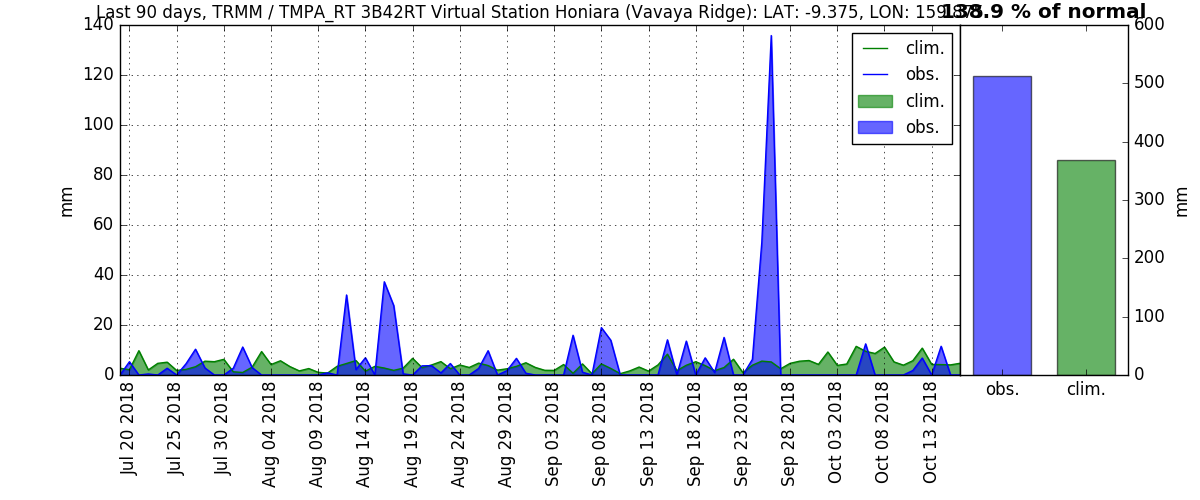 Last 90 days, TRMM / TMPA_RT 3B42RT Virtual Station Honiara (Vavaya Ridge): LAT: -9.375, LON:
138.9 % of normal
140
120
100
80
60
40
20
0
mm
clim.
obs.
clim.
obs.
600
500
400
300
200
100
0
mm
obs.
clim.
Jul 20 2018
Jul 25 2018
Jul 30 2018
Aug 04 2018
Aug 09 2018
Aug 14 2018
Aug 19 2018
Aug 24 2018
Aug 29 2018
Sep 03 2018
Sep 08 2018
Sep 13 2018
Sep 18 2018
Sep 23 2018
Sep 28 2018
Oct 03 2018
Oct 08 2018
Oct 13 2018